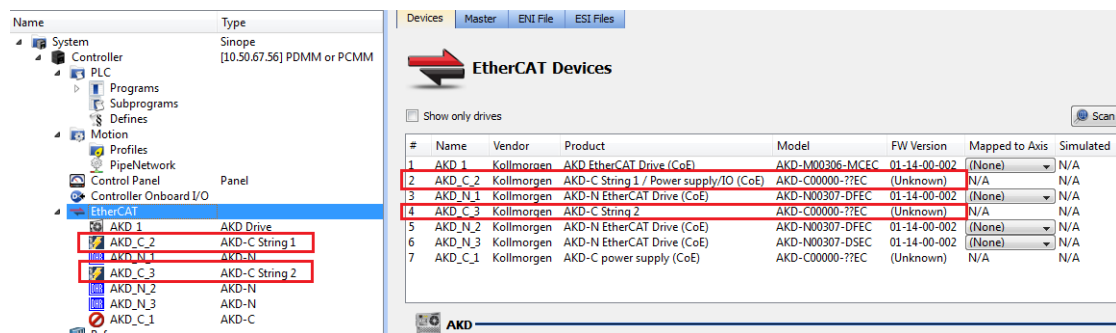 Name Type
System Sinope
Controller [10.50.67.56] PDMM or PCMM
PLC
Programs
Subprograms
Defines
Motion
Profiles
PipeNetwork
Control Panel Panel
Controller Onboard I/O
EtherCAT
AKD 1 AKD Drive
AKD_C_2 AKD-C String 1
AKD_N_1 AKD-N
AKD_C_3 AKD-C String 2
AKD_N_2 AKD-N
AKD_N_3 AKD-N
AKD_C_1 AKD-C
Devices Master ENI File ESI Files
EtherCAT Devices
Show only drives
Scan
# Name Vendor Product Model FW Version Mapped to Axis Simulated
1 AKD 1 Kollmorgen AKD EtherCAT Drive (CoE) AKD-M00306-MCEC 01-14-00-002 (None) N/A
2 AKD_C_2 Kollmorgen AKD-C String 1 / Power supply/IO (CoE) AKD-C00000-??EC (Unknown) N/A N/A
3 AKD_N_1 Kollmorgen AKD-N EtherCAT Drive (CoE) AKD-N00307-DFEC 01-14-00-002 (None) N/A
4 AKD_C_3 Kollmorgen AKD-C String 2 AKD-C00000-??EC (Unknown) N/A N/A
5 AKD_N_2 Kollmorgen AKD-N EtherCAT Drive (CoE) AKD-N00307-DFEC 01-14-00-002 (None) N/A
6 AKD_N_3 Kollmorgen AKD-N EtherCAT Drive (CoE) AKD-N00307-DSEC 01-14-00-002 (None) N/A
7 AKD_C_1 Kollmorgen AKD-C power supply (CoE) AKD-C00000-??EC (Unknown) N/A N/A
AKD